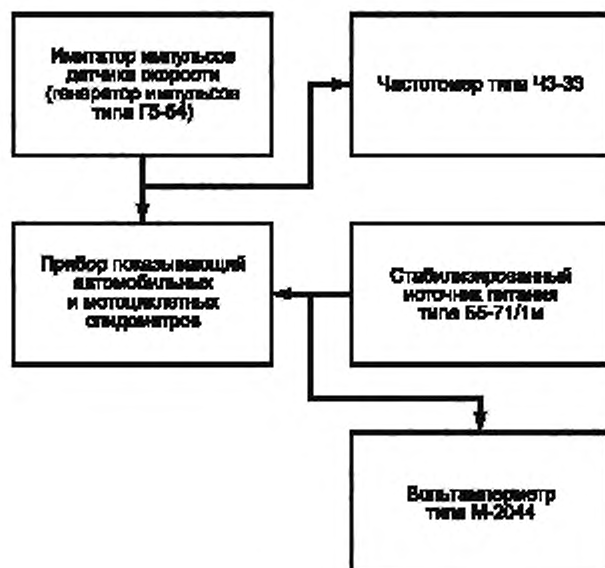 Имитатор импульсов
датчика скорости
(генератор импульсов
типа Г5-54)
Частотомер типа Ч3-33
Прибор показывающий
автомобильных
и мотоциклетных
спидометров
Стабилизированный
источник питания
типа Б5-71/1м
Вольтамперметр
типа М-2044